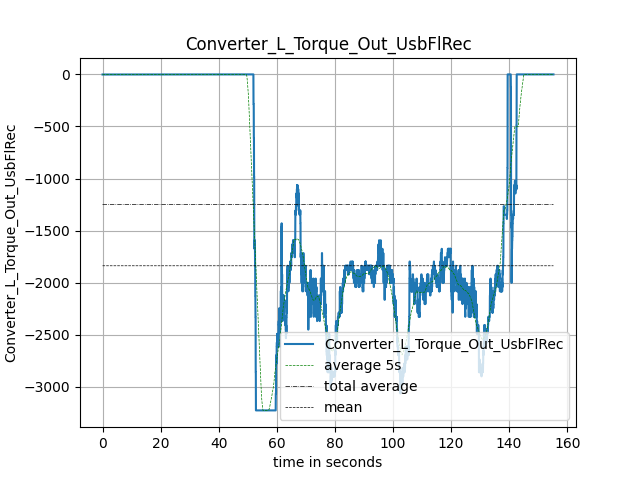 Converter_L_Torque_Out_UsbFlRec
0
−500
−1000
−1500
−2000
−2500
−3000
Converter_L_Torque_Out_UsbFlRec
Converter_L_Torque_Out_UsbFlRec
average 5s
total average
mean
0
20
40
60
80
100
120
140
160
time in seconds